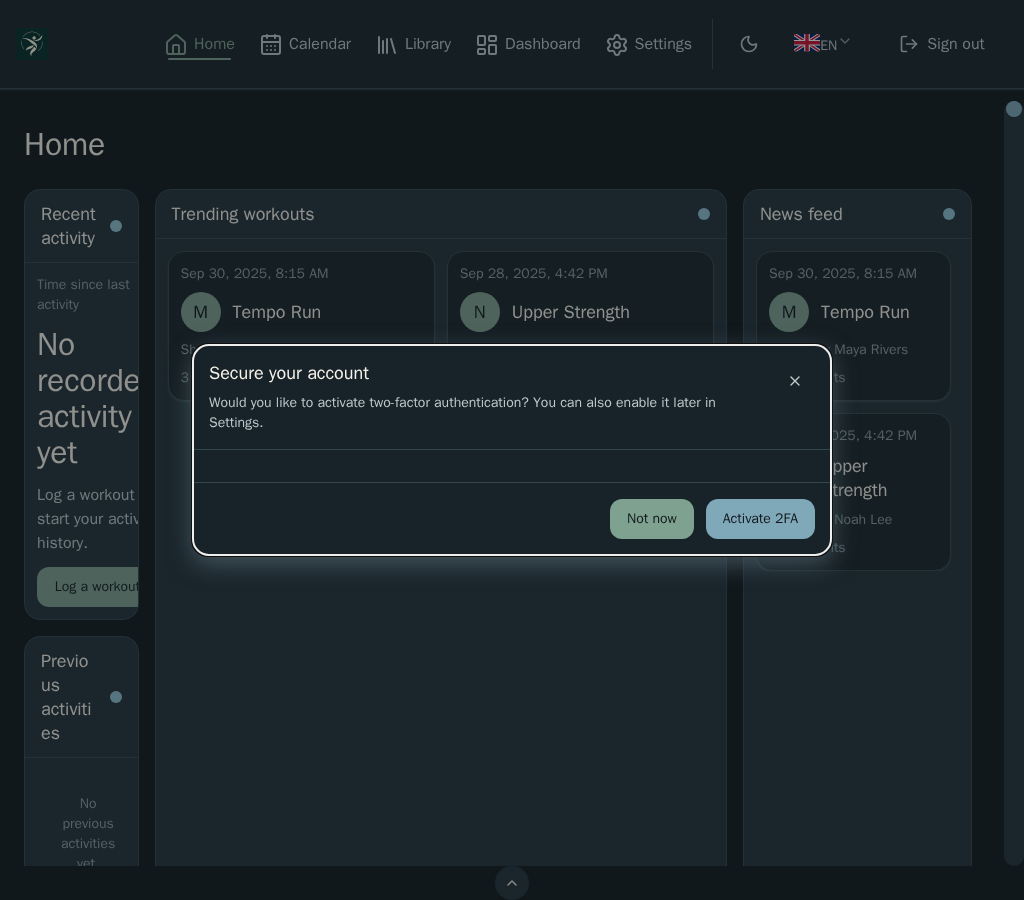 Home
Calendar
Library
Dashboard
Settings
EN
Sign out
Home
Recent
activity
Time since last
activity
No
recorde
activity
yet
Log a workout
start your activ
history.
Log a workout
Previo
us
activiti
es
No
previous
activities
yet
Trending workouts
Sep 30, 2025, 8:15 AM
M
Tempo Run
Sh
3
Sep 28, 2025, 4:42 PM
N
Upper Strength
News feed
Sep 30, 2025, 8:15 AM
M
Tempo Run
Maya Rivers
ts
2025, 4:42 PM
pper
trength
Noah Lee
ts
Secure your account
Would you like to activate two-factor authentication? You can also enable it later in
Settings.
Not now
Activate 2FA